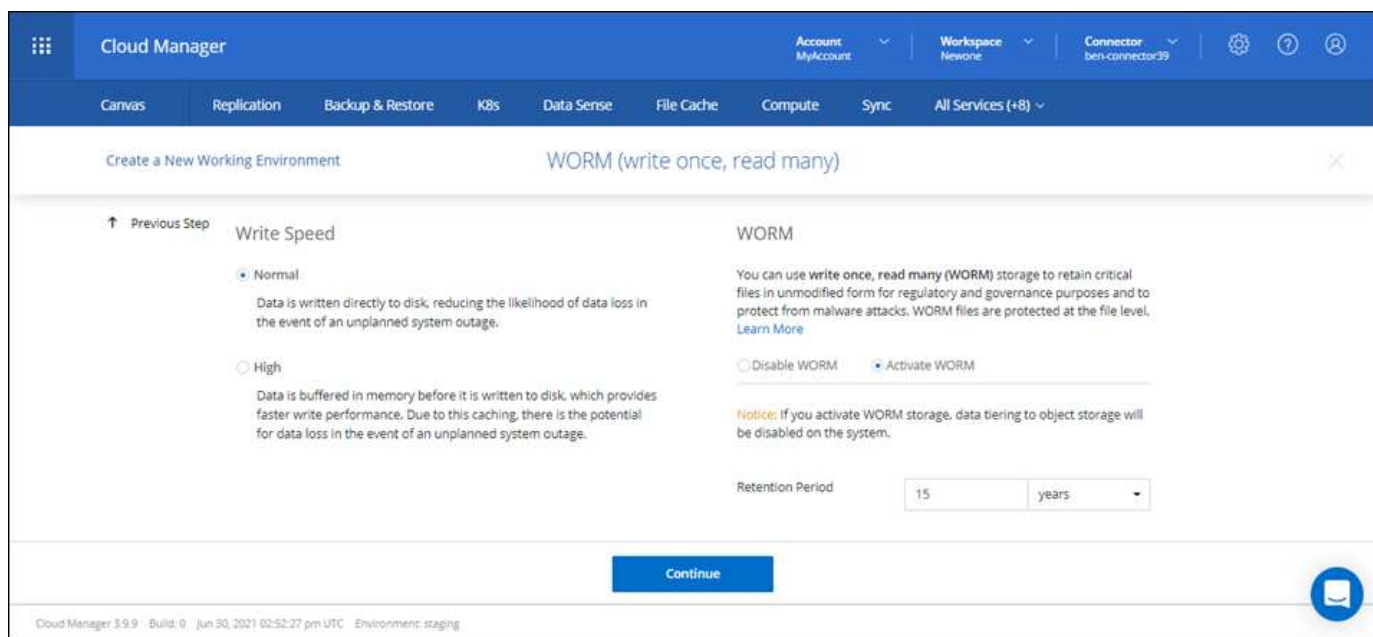 Cloud Manager
Account
MyAccount
Workspace
Newone
Connector
ben-connector39
Canvas
Replication
Backup & Restore
K8s
Data Sense
File Cache
Compute
Sync
All Services (+8)
Create a New Working Environment
WORM (write once, read many)
↑ Previous Step
Write Speed
Normal
Data is written directly to disk, reducing the likelihood of data loss in
the event of an unplanned system outage.
High
Data is buffered in memory before it is written to disk, which provides
faster write performance. Due to this caching, there is the potential
for data loss in the event of an unplanned system outage.
WORM
You can use write once, read many (WORM) storage to retain critical
files in unmodified form for regulatory and governance purposes and to
protect from malware attacks. WORM files are protected at the file level.
Learn More
Disable WORM
Activate WORM
Notice: If you activate WORM storage, data tiering to object storage will
be disabled on the system.
Retention Period
15
years
Continue
Cloud Manager 3.9.9 Build: 0 Jun 30, 2021 02:52:27 pm UTC Environment: staging